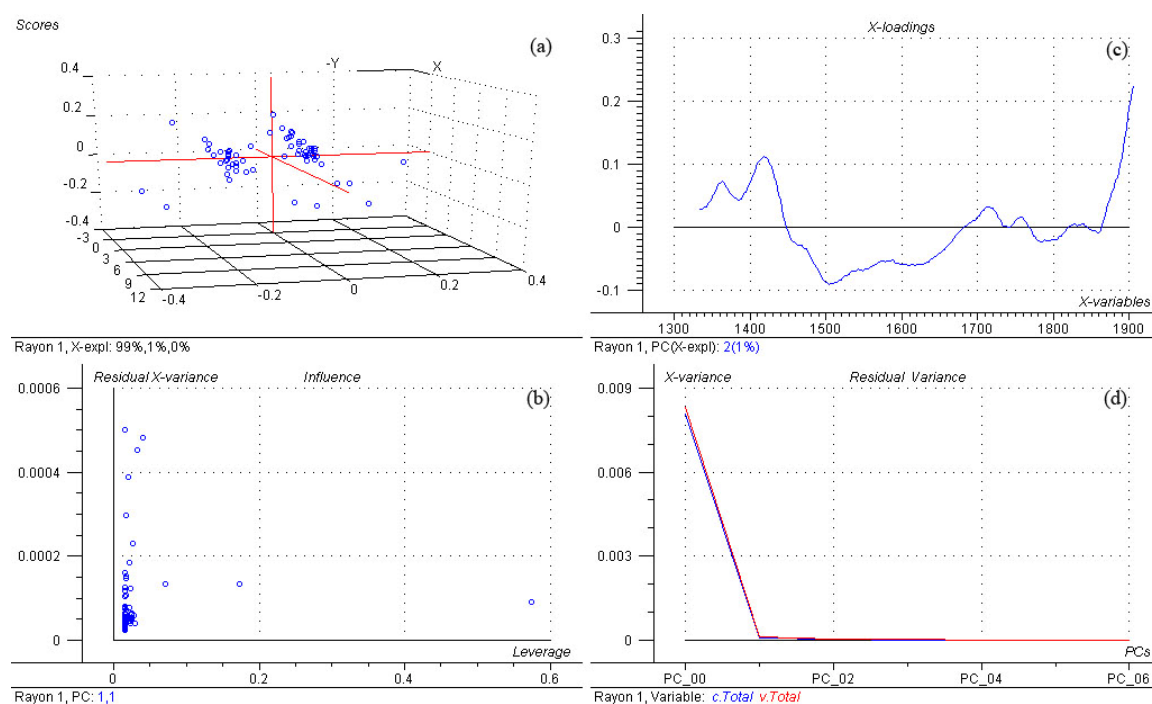 Scores
(a)
-Y X
0.4
0.2
0
-0.2
-0.4
-3
0
3
6
9
12
-0.4 -0.2 0 0.2 0.4
Rayon 1, X-expl: 99%,1%,0%
X-loadings
(c)
0.3
0.2
0.1
0
-0.1
X-variables
1300 1400 1500 1600 1700 1800 1900
Rayon 1, PC(X-expl): 2(1%)
Residual X-variance Influence
(b)
0.0006
0.0004
0.0002
0
Leverage
0 0.2 0.4 0.6
Rayon 1, PC: 1,1
X-variance Residual Variance
(d)
0.009
0.006
0.003
0
PCs
PC_00 PC_02 PC_04 PC_06
Rayon 1, Variable: c.Total v.Total